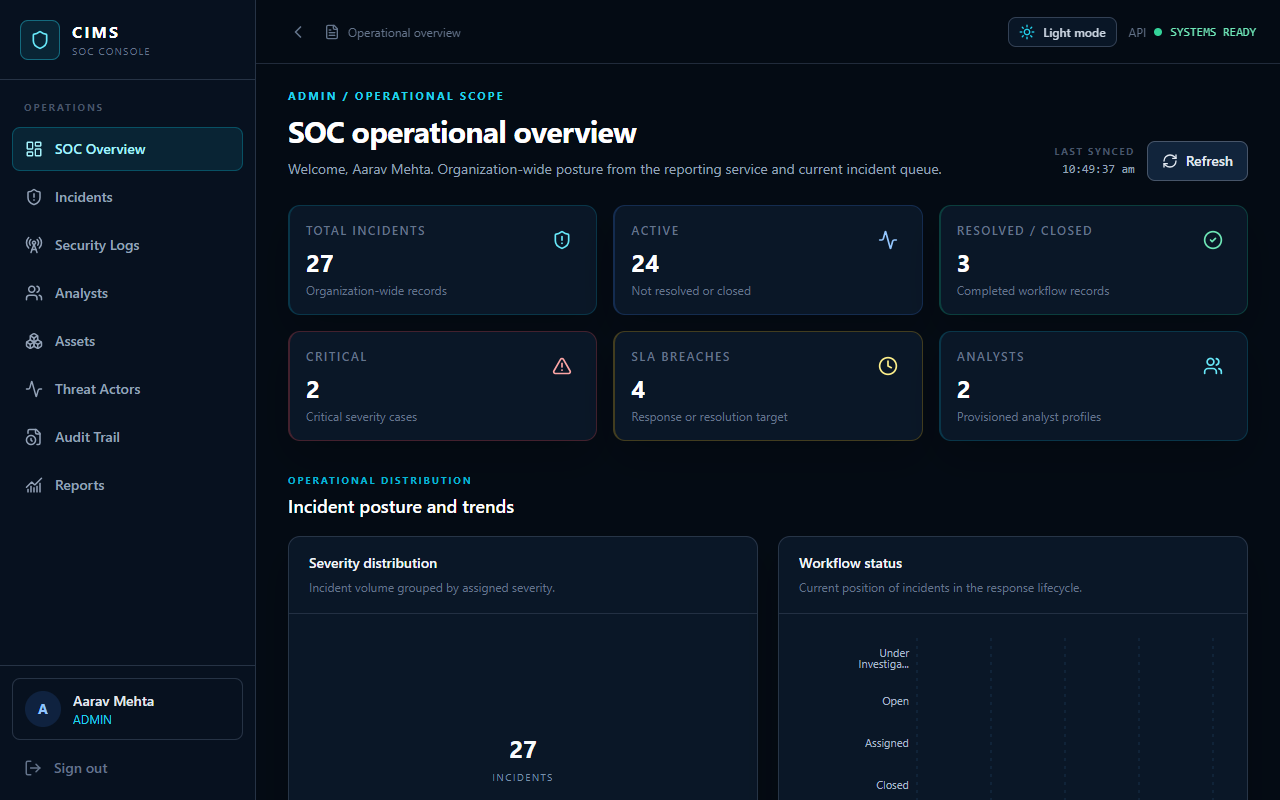 CIMS
SOC CONSOLE
OPERATIONS
SOC Overview
Incidents
Security Logs
Analysts
Assets
Threat Actors
Audit Trail
Reports
A
Aarav Mehta
ADMIN
Sign out
Operational overview
Light mode
API
SYSTEMS READY
ADMIN / OPERATIONAL SCOPE
SOC operational overview
Welcome, Aarav Mehta. Organization-wide posture from the reporting service and current incident queue.
LAST SYNCED
10:49:37 am
Refresh
TOTAL INCIDENTS
27
Organization-wide records
ACTIVE
24
Not resolved or closed
RESOLVED / CLOSED
3
Completed workflow records
CRITICAL
2
Critical severity cases
SLA BREACHES
4
Response or resolution target
ANALYSTS
2
Provisioned analyst profiles
OPERATIONAL DISTRIBUTION
Incident posture and trends
Severity distribution
Incident volume grouped by assigned severity.
27
INCIDENTS
Workflow status
Current position of incidents in the response lifecycle.
Under
Investiga...
Open
Assigned
Closed